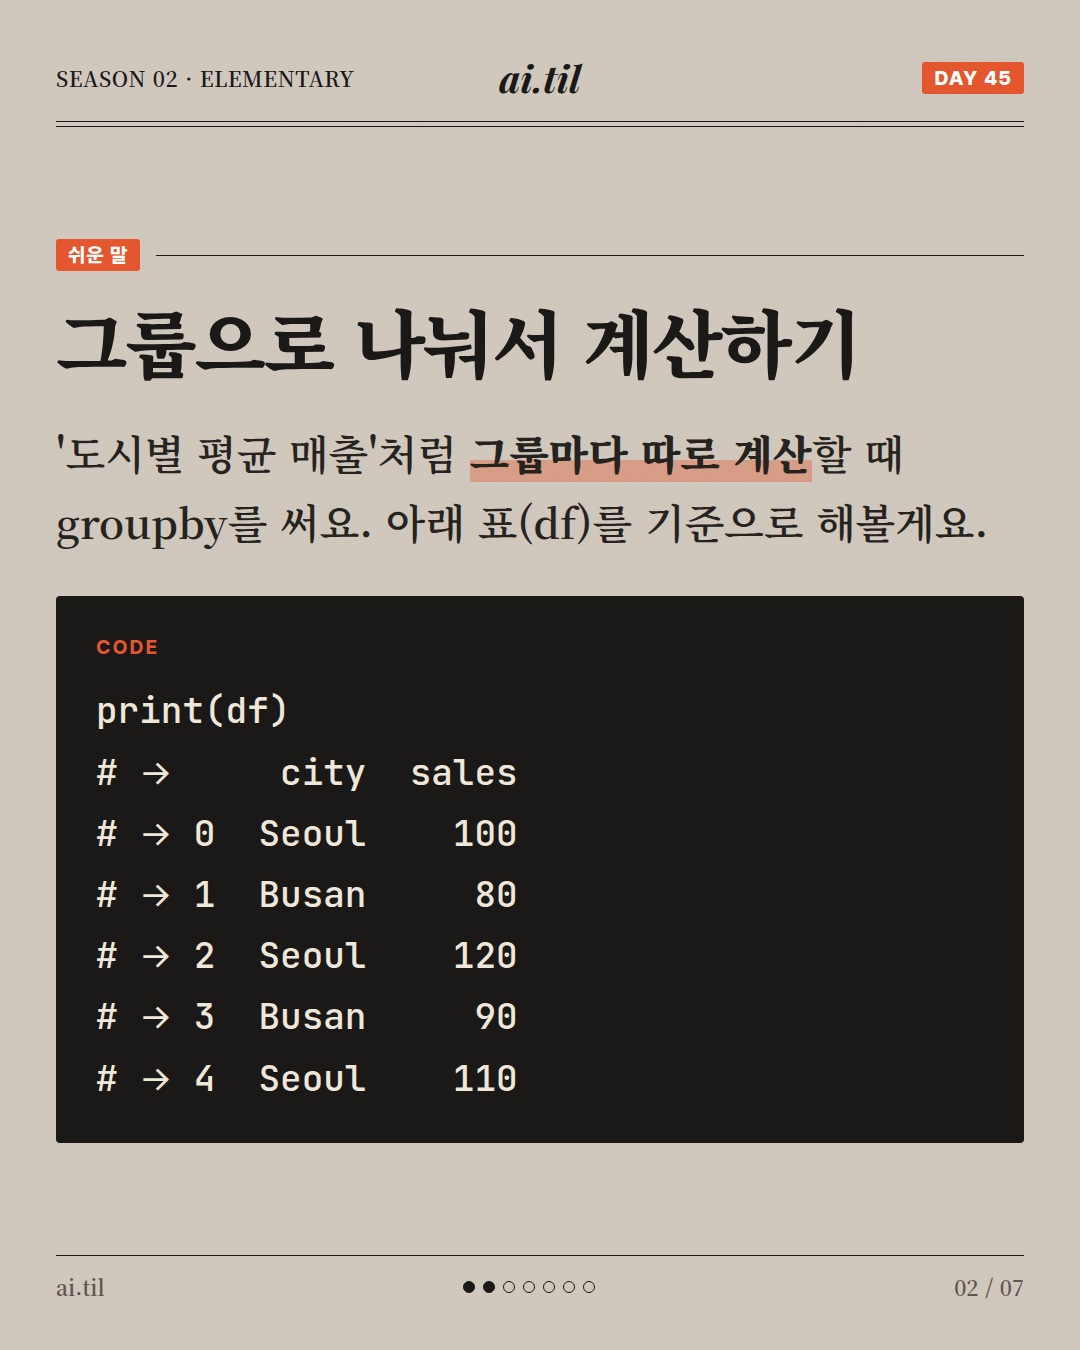 SEASON 02 · ELEMENTARY
ai.til
DAY 45
쉬운 말
그룹으로 나눠서 계산하기
'도시별 평균 매출'처럼 그룹마다 따로 계산할 때
groupby를 써요. 아래 표(df)를 기준으로 해볼게요.
CODE
print(df)
# →     city  sales
# → 0  Seoul    100
# → 1  Busan     80
# → 2  Seoul    120
# → 3  Busan     90
# → 4  Seoul    110
ai.til
02 / 07